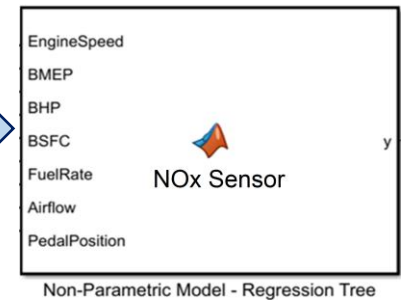 EngineSpeed
BMEP
BHP
BSFC
y
FuelRate
NOx Sensor
Airflow
PedalPosition
Non-Parametric Model - Regression Tree